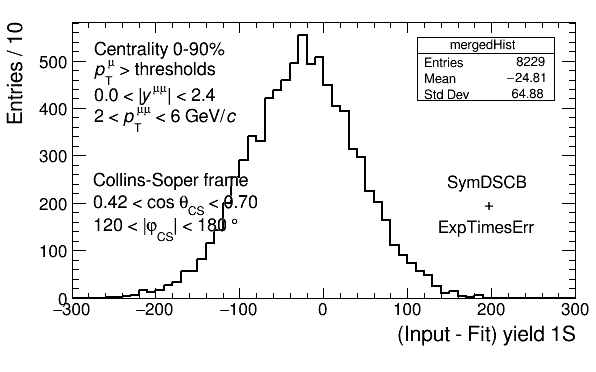 Entries / 10
500
400
300
200
100
0
Centrality 0-90%
p_T^μ > thresholds
0.0 < |y^μμ| < 2.4
2 < p_T^μμ < 6 GeV/c
Collins-Soper frame
0.42 < cos θ_CS < 0.70
120 < |φ_CS| < 180 °
mergedHist
Entries 8229
Mean −24.81
Std Dev 64.88
SymDSCB
+
ExpTimesErr
−300 −200 −100 0 100 200 300
(Input - Fit) yield 1S